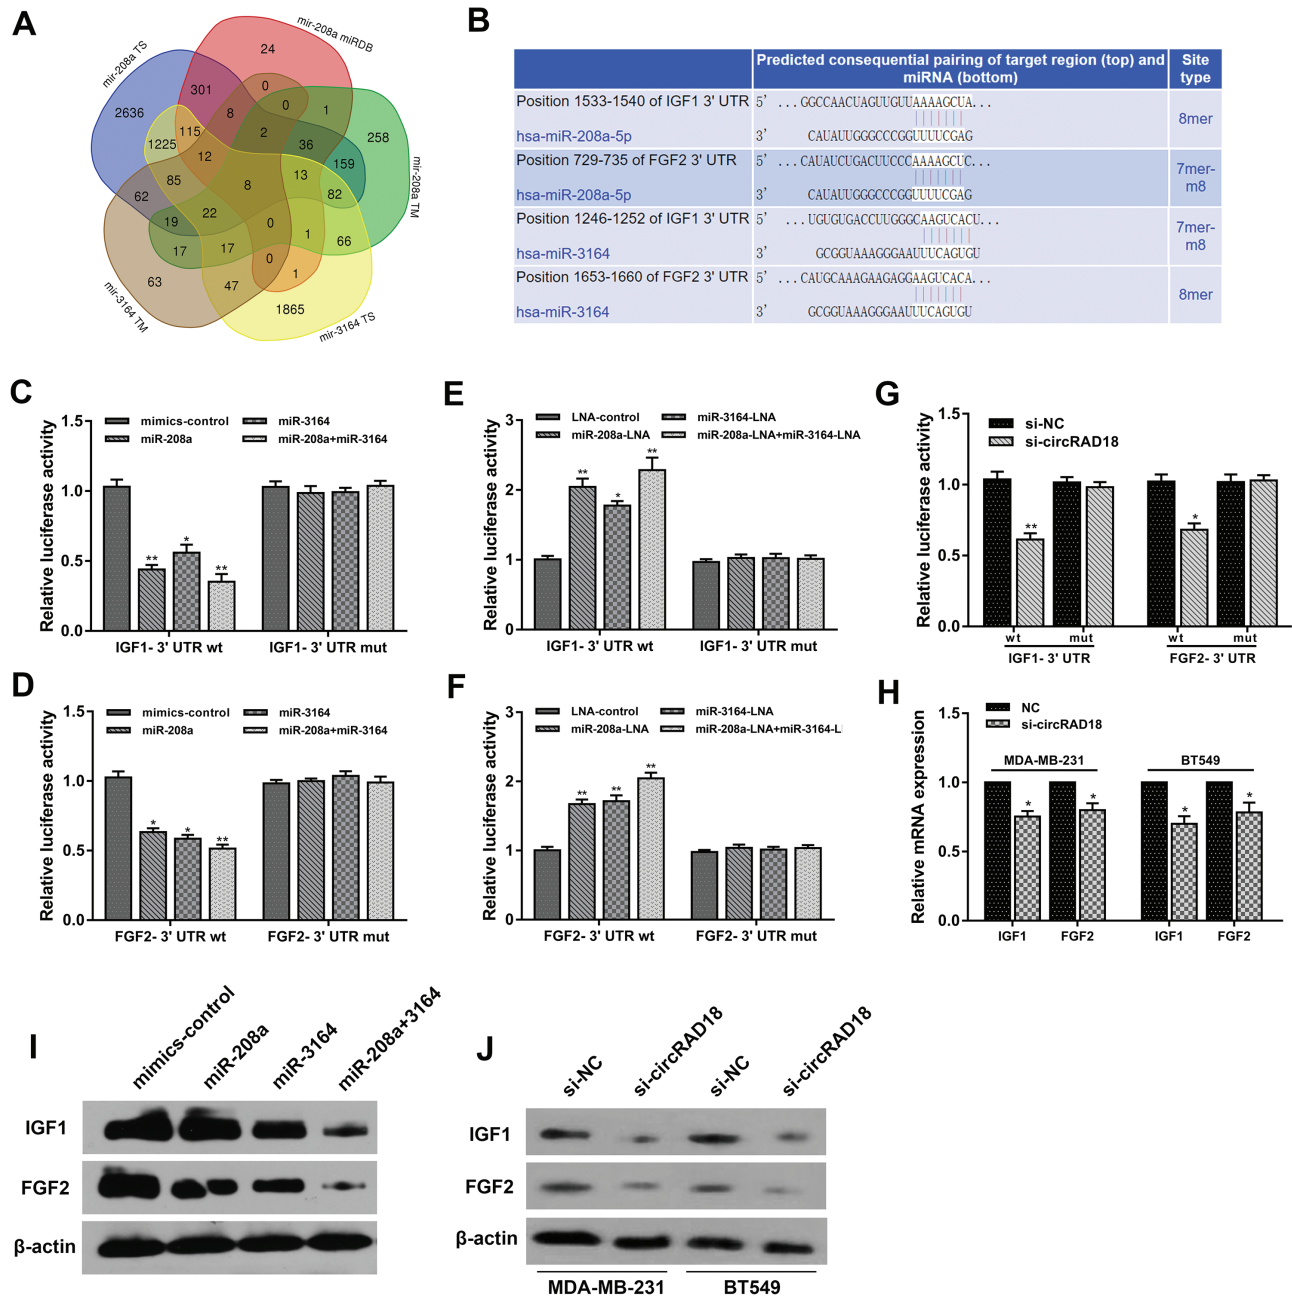 A
mir-208a TS
mir-208a miRDB
mir-208a TM
mir-3164 TM
mir-3164 TS
24
301
0
0
1
2636
8
258
115
2
36
1225
12
159
13
85
8
82
62
22
19
0
1
66
17
17
0
1
63
47
1865
B
Predicted consequential pairing of target region (top) and miRNA (bottom)
Site type
Position 1533-1540 of IGF1 3' UTR 5' ...GGCCAACUAGUUGUUAAAAGCUA...
hsa-miR-208a-5p 3' CAUAUUGGGCCCGGUUUUCGAG
8mer
Position 729-735 of FGF2 3' UTR 5' ...CAUAUCUGACUUCCCAAAAGCUC...
hsa-miR-208a-5p 3' CAUAUUGGGCCCGGUUUUCGAG
7mer-m8
Position 1246-1252 of IGF1 3' UTR 5' ...UGUGUGACCUUGGGCAAGUCACU...
hsa-miR-3164 3' GCGGUAAAGGGAAUUUCAGUGU
7mer-m8
Position 1653-1660 of FGF2 3' UTR 5' ...CAUGCAAAGAAGAGGAAGUCACA...
hsa-miR-3164 3' GCGGUAAAGGGAAUUUCAGUGU
8mer
C
Relative luciferase activity
mimics-control
miR-208a
miR-3164
miR-208a+miR-3164
1.5
1.0
0.5
0.0
** * **
IGF1- 3' UTR wt
IGF1- 3' UTR mut
E
Relative luciferase activity
LNA-control
miR-208a-LNA
miR-3164-LNA
miR-208a-LNA+miR-3164-LNA
3
2
1
0
** * **
IGF1- 3' UTR wt
IGF1- 3' UTR mut
G
Relative luciferase activity
si-NC
si-circRAD18
1.5
1.0
0.5
0.0
** *
wt mut wt mut
IGF1- 3' UTR
FGF2- 3' UTR
D
Relative luciferase activity
mimics-control
miR-208a
miR-3164
miR-208a+miR-3164
1.5
1.0
0.5
0.0
* * **
FGF2- 3' UTR wt
FGF2- 3' UTR mut
F
Relative luciferase activity
LNA-control
miR-208a-LNA
miR-3164-LNA
miR-208a-LNA+miR-3164-L
3
2
1
0
** ** **
FGF2- 3' UTR wt
FGF2- 3' UTR mut
H
Relative mRNA expression
NC
si-circRAD18
1.5
1.0
0.5
0.0
MDA-MB-231
BT549
* * * *
IGF1 FGF2 IGF1 FGF2
I
mimics-control
miR-208a
miR-3164
miR-208a+3164
IGF1
FGF2
β-actin
J
si-NC
si-circRAD18
si-NC
si-circRAD18
IGF1
FGF2
β-actin
MDA-MB-231
BT549